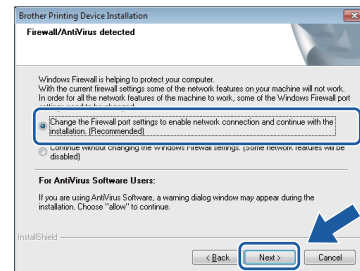 Brother Printing Device Installation
Firewall/AntiVirus detected
Windows Firewall is helping to protect your computer.
With the current firewall settings some of the network features on your machine will not work.
In order for all the network features of the machine to work, some of the Windows Firewall port
settings need to be changed.
Change the Firewall port settings to enable network connection and continue with the
installation. (Recommended)
Continue without changing the Windows Firewall settings. (Some network features will be
disabled)
For AntiVirus Software Users:
If you are using AntiVirus Software, a warning dialog window may appear during the
installation. Choose "allow" to continue.
InstallShield
< Back
Next >
Cancel